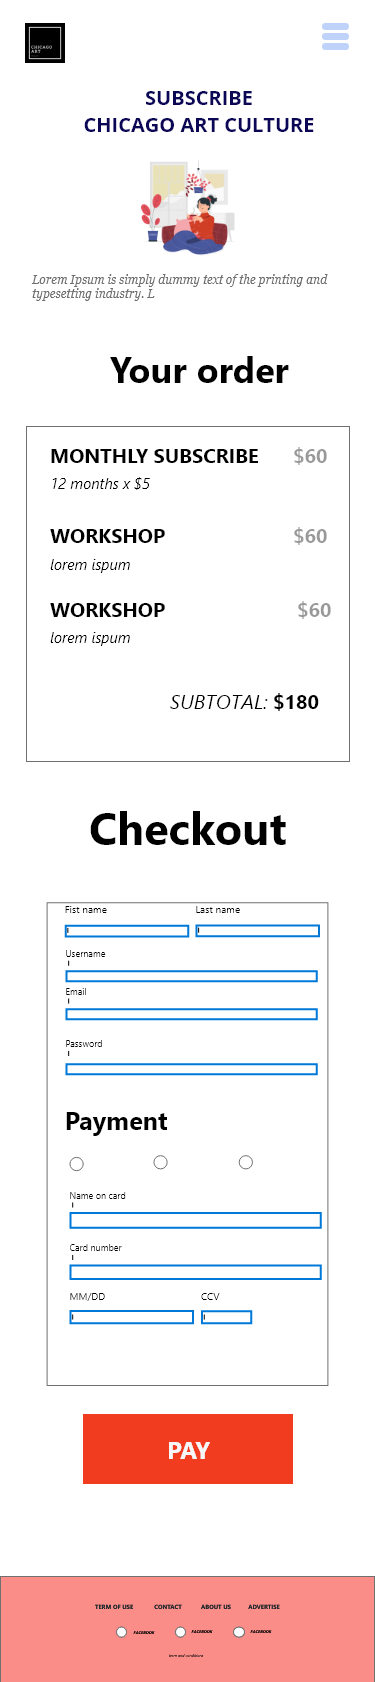 CHICAGO
ART
SUBSCRIBE
CHICAGO ART CULTURE
Lorem Ipsum is simply dummy text of the printing and
typesetting industry. L
Your order
MONTHLY SUBSCRIBE $60
12 months x $5
WORKSHOP $60
lorem ispum
WORKSHOP $60
lorem ispum
SUBTOTAL: $180
Checkout
Fist name Last name
Username
Email
Password
Payment
Name on card
Card number
MM/DD CCV
PAY
TERM OF USE CONTACT ABOUT US ADVERTISE
FACEBOOK FACEBOOK FACEBOOK
term and conditions